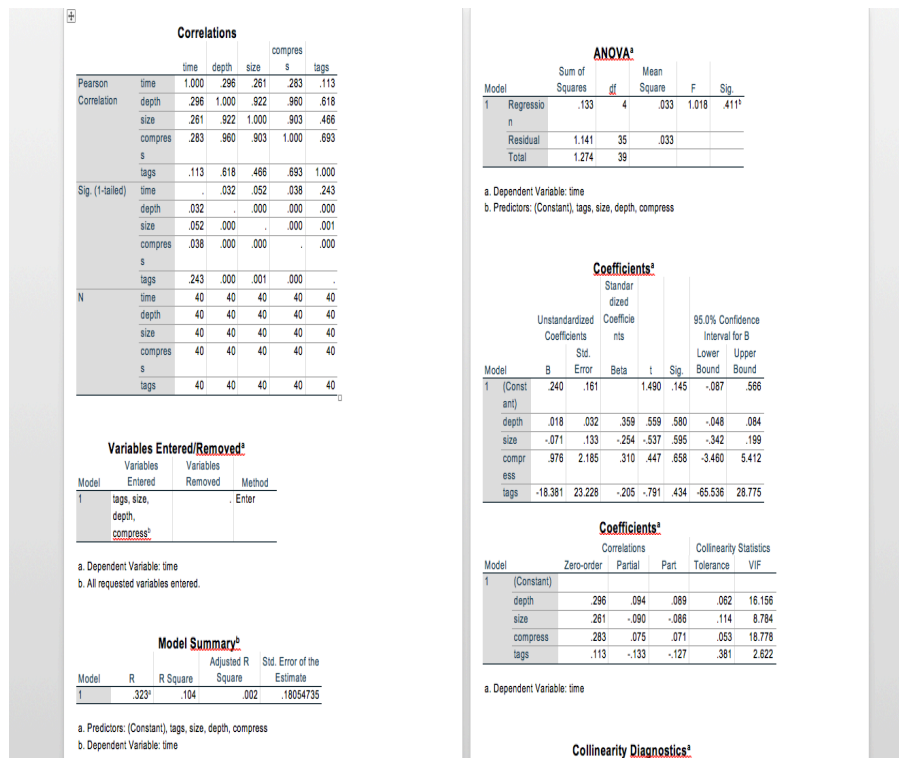 Correlations
compres
time depth size s tags
Pearson time 1.000 .296 .261 .283 .113
Correlation depth .296 1.000 .922 .960 .618
size .261 .922 1.000 .903 .466
compres .283 .960 .903 1.000 .693
s
tags .113 .618 .466 .693 1.000
Sig. (1-tailed) time . .032 .052 .038 .243
depth .032 . .000 .000 .000
size .052 .000 . .000 .001
compres .038 .000 .000 . .000
s
tags .243 .000 .001 .000 .
N time 40 40 40 40 40
depth 40 40 40 40 40
size 40 40 40 40 40
compres 40 40 40 40 40
s
tags 40 40 40 40 40
Variables Entered/Removedª
Variables Variables
Model Entered Removed Method
1 tags, size, . Enter
depth,
compressᵇ
a. Dependent Variable: time
b. All requested variables entered.
Model Summaryᵇ
Adjusted R Std. Error of the
Model R R Square Square Estimate
1 .323ª .104 .002 .18054735
a. Predictors: (Constant), tags, size, depth, compress
b. Dependent Variable: time
ANOVAª
Sum of Mean
Model Squares df Square F Sig.
1 Regressio .133 4 .033 1.018 .411ᵇ
n
Residual 1.141 35 .033
Total 1.274 39
a. Dependent Variable: time
b. Predictors: (Constant), tags, size, depth, compress
Coefficientsª
Standar
dized
Unstandardized Coefficie 95.0% Confidence
Coefficients nts Interval for B
Std. Lower Upper
Model B Error Beta t Sig. Bound Bound
1 (Const .240 .161 1.490 .145 -.087 .566
ant)
depth .018 .032 .359 .559 .580 -.048 .084
size -.071 .133 -.254 -.537 .595 -.342 .199
compr .976 2.185 .310 .447 .658 -3.460 5.412
ess
tags -18.381 23.228 -.205 -.791 .434 -65.536 28.775
Coefficientsª
Correlations Collinearity Statistics
Model Zero-order Partial Part Tolerance VIF
1 (Constant)
depth .296 .094 .089 .062 16.156
size .261 -.090 -.086 .114 8.784
compress .283 .075 .071 .053 18.778
tags .113 -.133 -.127 .381 2.622
a. Dependent Variable: time
Collinearity Diagnosticsª